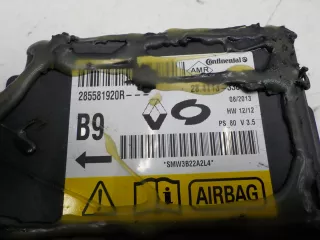 Continental
AMR
285581920R--
08/2013
HW 12/12
B9
PS 80 V 3.5
*SMW3B22A2L4*
AIRBAG